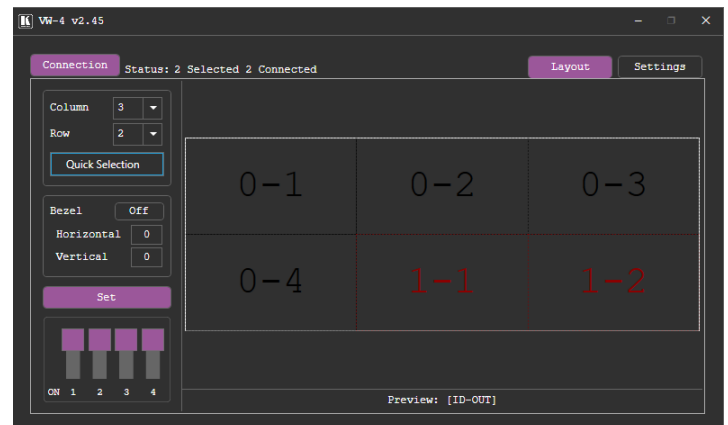 VW-4 v2.45
Connection Status: 2 Selected 2 Connected Layout Settings
Column 3
Row 2
Quick Selection
0-1 0-2 0-3
Bezel Off
Horizontal 0
Vertical 0
0-4 1-1 1-2
Set
ON 1 2 3 4
Preview: [ID-OUT]